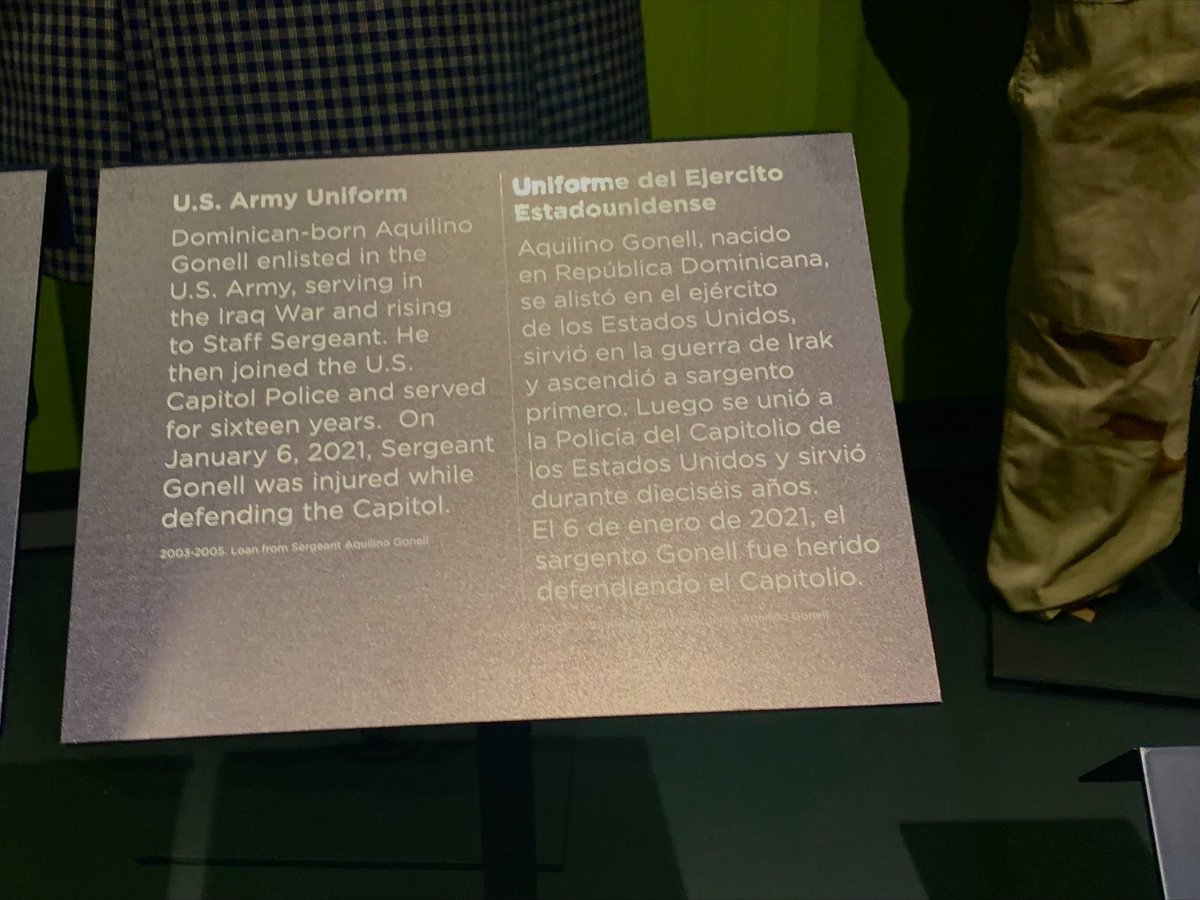 U.S. Army Uniform
Dominican-born Aquilino
Gonell enlisted in the
U.S. Army, serving in
the Iraq War and rising
to Staff Sergeant. He
then joined the U.S.
Capitol Police and served
for sixteen years. On
January 6, 2021, Sergeant
Gonell was injured while
defending the Capitol.
2003-2005. Loan from Sergeant Aquilino Gonell
Uniforme del Ejercito
Estadounidense
Aquilino Gonell, nacido
en República Dominicana,
se alistó en el ejército
de los Estados Unidos,
sirvió en la guerra de Irak
y ascendió a sargento
primero. Luego se unió a
la Policía del Capitolio de
los Estados Unidos y sirvió
durante dieciséis años.
El 6 de enero de 2021, el
sargento Gonell fue herido
defendiendo el Capitolio.
Aquilino Gonell